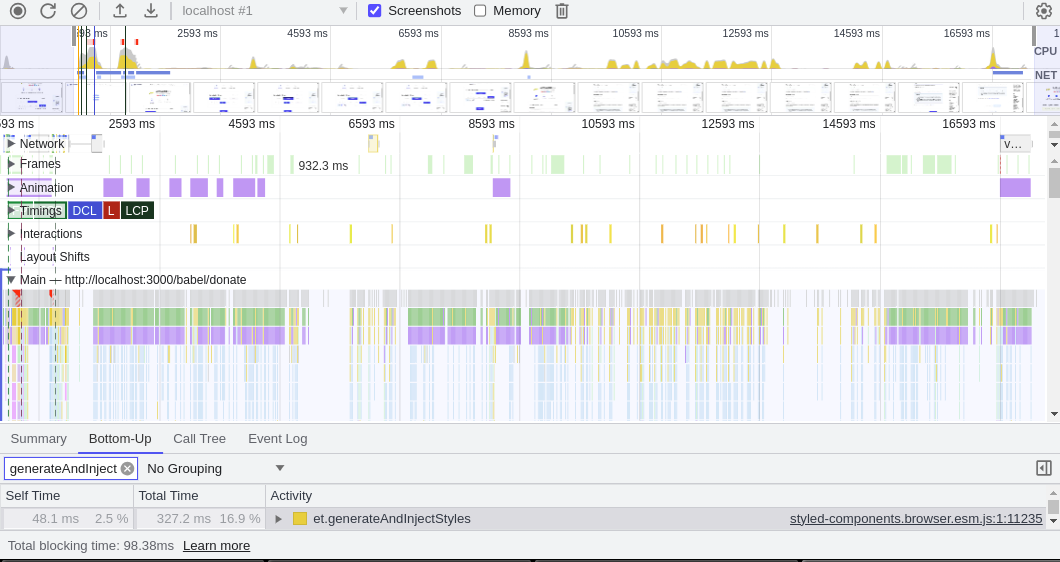 localhost #1 Screenshots Memory
593 ms 2593 ms 4593 ms 6593 ms 8593 ms 10593 ms 12593 ms 14593 ms 16593 ms 1
CPU
NET
593 ms 2593 ms 4593 ms 6593 ms 8593 ms 10593 ms 12593 ms 14593 ms 16593 ms
Network v...
Frames 932.3 ms
Animation
Timings DCL L LCP
Interactions
Layout Shifts
Main — http://localhost:3000/babel/donate
Summary Bottom-Up Call Tree Event Log
generateAndInject No Grouping
Self Time Total Time Activity
48.1 ms 2.5 % 327.2 ms 16.9 % et.generateAndInjectStyles styled-components.browser.esm.js:1:11235
Total blocking time: 98.38ms Learn more